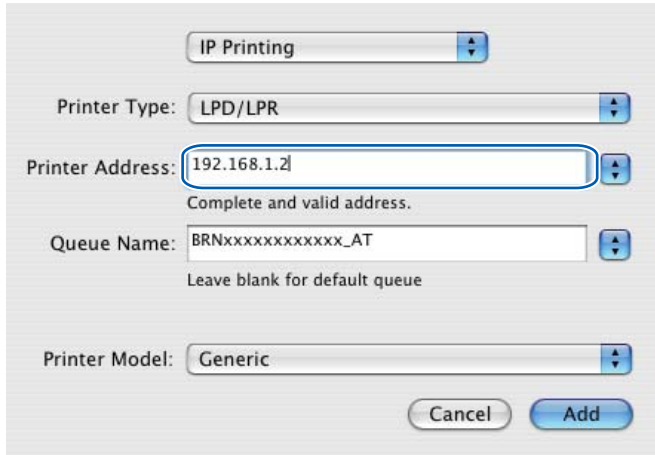 IP Printing
Printer Type: LPD/LPR
Printer Address: 192.168.1.2
Complete and valid address.
Queue Name: BRNxxxxxxxxxxxx_AT
Leave blank for default queue
Printer Model: Generic
Cancel Add